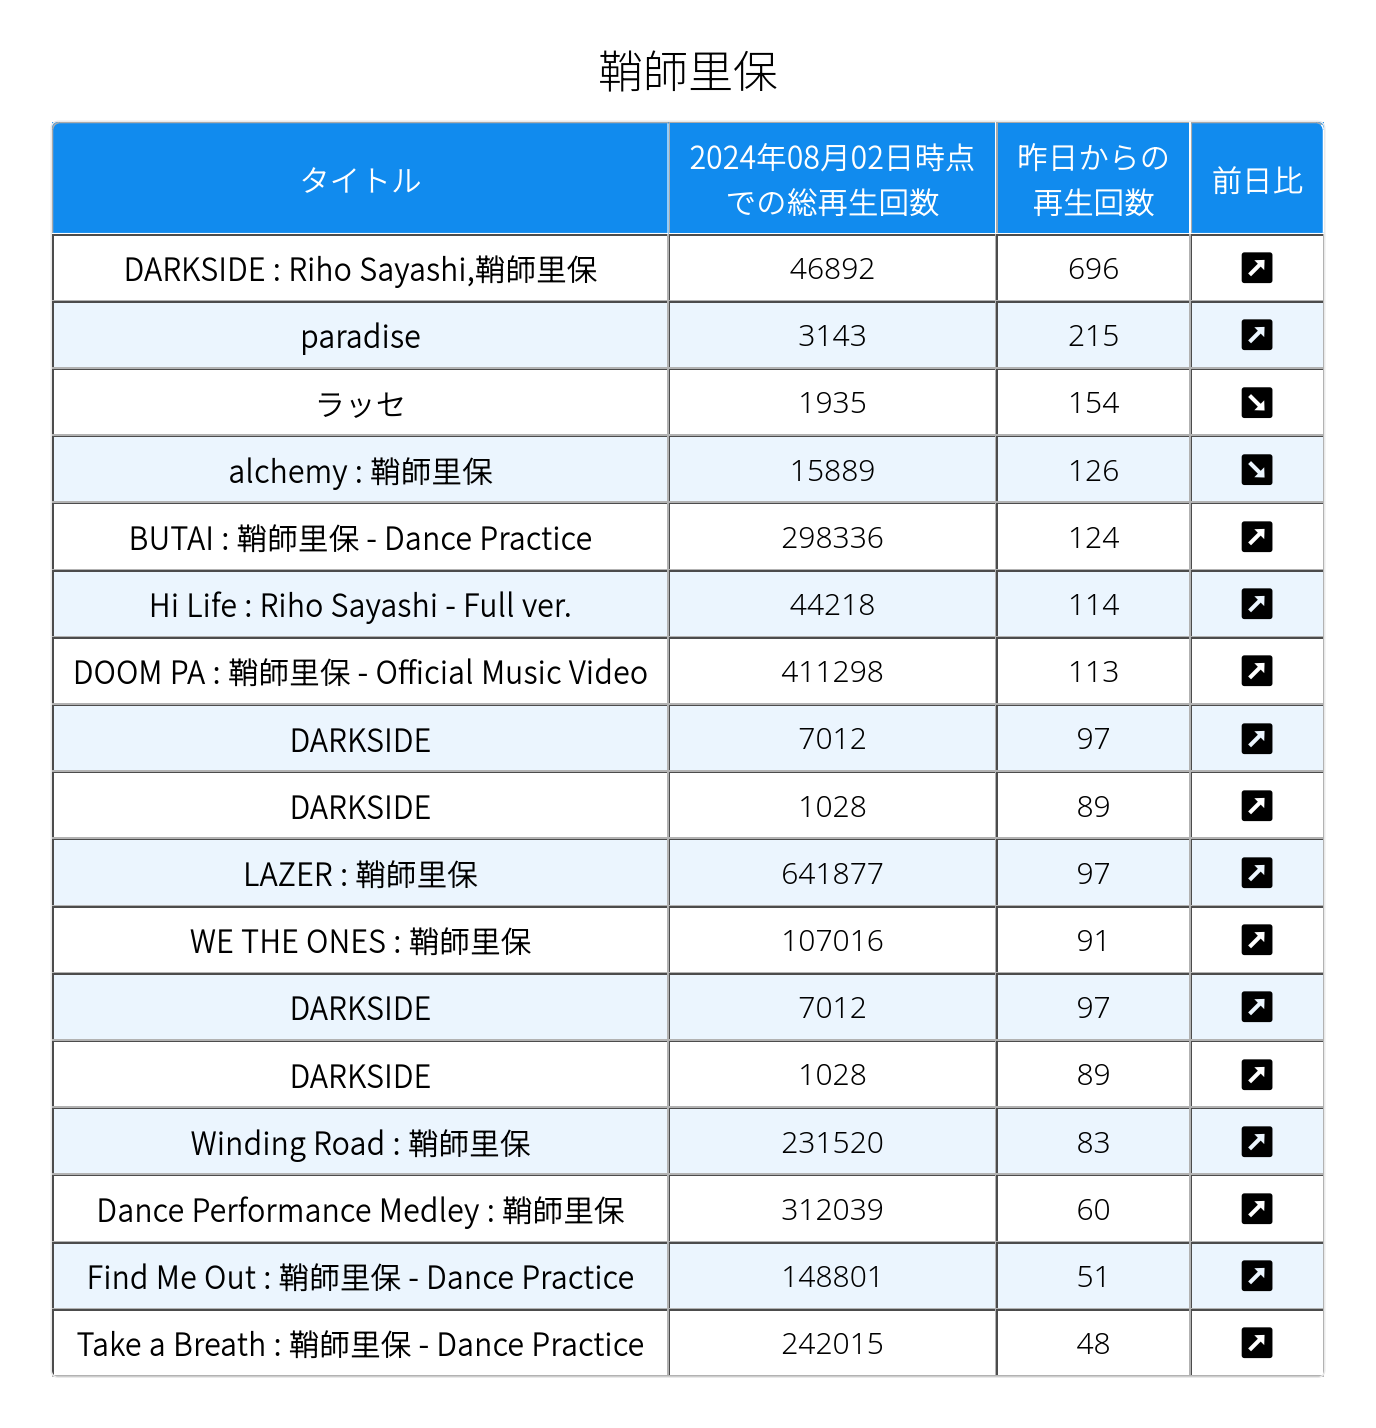 鞘師里保
タイトル 2024年08月02日時点での総再生回数 昨日からの再生回数 前日比
DARKSIDE : Riho Sayashi,鞘師里保 46892 696
paradise 3143 215
ラッセ 1935 154
alchemy : 鞘師里保 15889 126
BUTAI : 鞘師里保 - Dance Practice 298336 124
Hi Life : Riho Sayashi - Full ver. 44218 114
DOOM PA : 鞘師里保 - Official Music Video 411298 113
DARKSIDE 7012 97
DARKSIDE 1028 89
LAZER : 鞘師里保 641877 97
WE THE ONES : 鞘師里保 107016 91
DARKSIDE 7012 97
DARKSIDE 1028 89
Winding Road : 鞘師里保 231520 83
Dance Performance Medley : 鞘師里保 312039 60
Find Me Out : 鞘師里保 - Dance Practice 148801 51
Take a Breath : 鞘師里保 - Dance Practice 242015 48